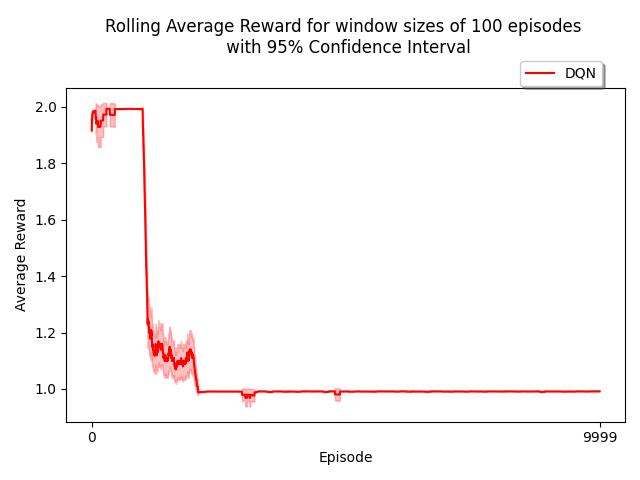 Rolling Average Reward for window sizes of 100 episodes
with 95% Confidence Interval
DQN
2.0
1.8
1.6
1.4
1.2
1.0
Average Reward
0
9999
Episode